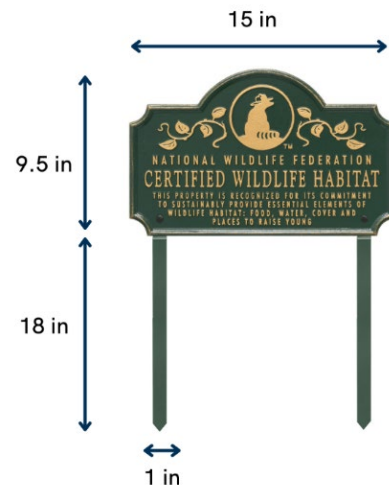 15 in
9.5 in
TM
NATIONAL WILDLIFE FEDERATION
CERTIFIED WILDLIFE HABITAT
THIS PROPERTY IS RECOGNIZED FOR ITS COMMITMENT
TO SUSTAINABLY PROVIDE ESSENTIAL ELEMENTS OF
WILDLIFE HABITAT: FOOD, WATER, COVER AND
PLACES TO RAISE YOUNG
18 in
1 in